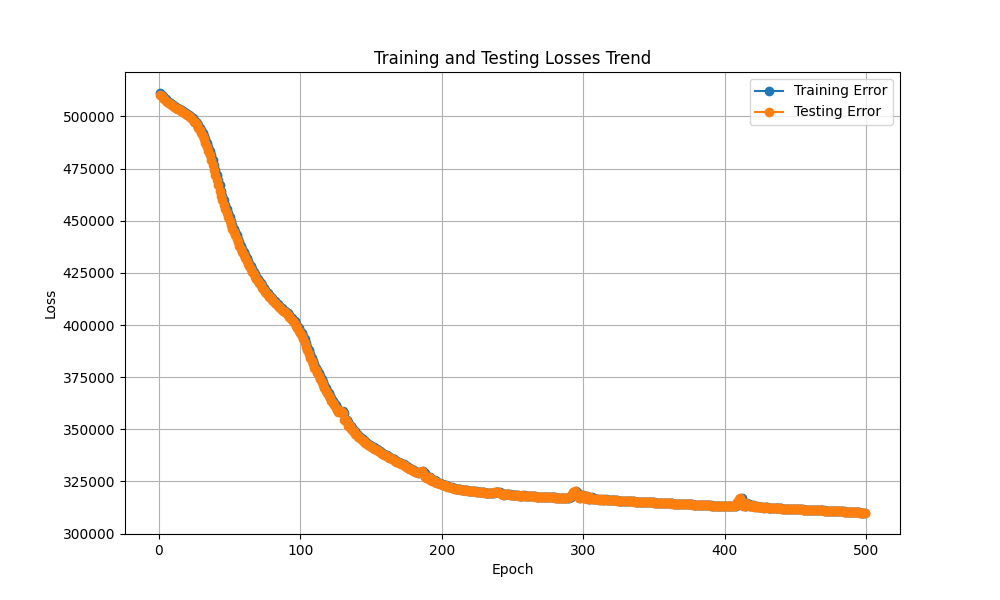 Training and Testing Losses Trend
Training Error
Testing Error
500000
475000
450000
425000
400000
375000
350000
325000
300000
Loss
0 100 200 300 400 500
Epoch